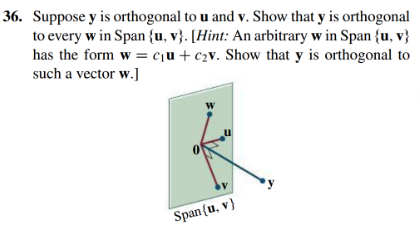 36. Suppose y is orthogonal to u and v. Show that y is orthogonal
to every w in Span {u, v}. [Hint: An arbitrary w in Span {u, v}
has the form w = c₁u + c₂v. Show that y is orthogonal to
such a vector w.]
w
u
0
v
y
Span{u, v}